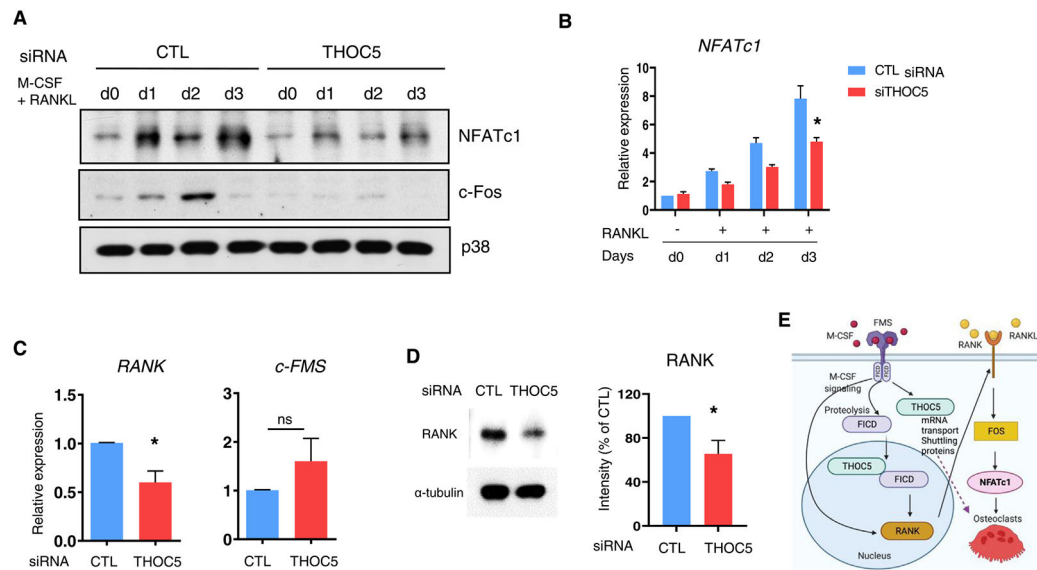 A
siRNA
CTL
THOC5
M-CSF
+ RANKL
d0 d1 d2 d3 d0 d1 d2 d3
NFATc1
c-Fos
p38
B
NFATc1
CTL siRNA
siTHOC5
Relative expression
10
8
6
4
2
0
RANKL - + + +
Days d0 d1 d2 d3
C
RANK
Relative expression
1.5
1.0
0.5
0.0
*
siRNA CTL THOC5
c-FMS
3
2
1
0
ns
CTL THOC5
*
D
siRNA CTL THOC5
RANK
α-tubulin
RANK
Intensity (% of CTL)
120
80
40
0
*
siRNA CTL THOC5
E
FMS
M-CSF
RANK
RANKL
FICD
FICD
M-CSF
signaling
Proteolysis
FICD
THOC5
mRNA
transport
Shuttling
proteins
FOS
THOC5
FICD
NFATc1
RANK
Osteoclasts
Nucleus